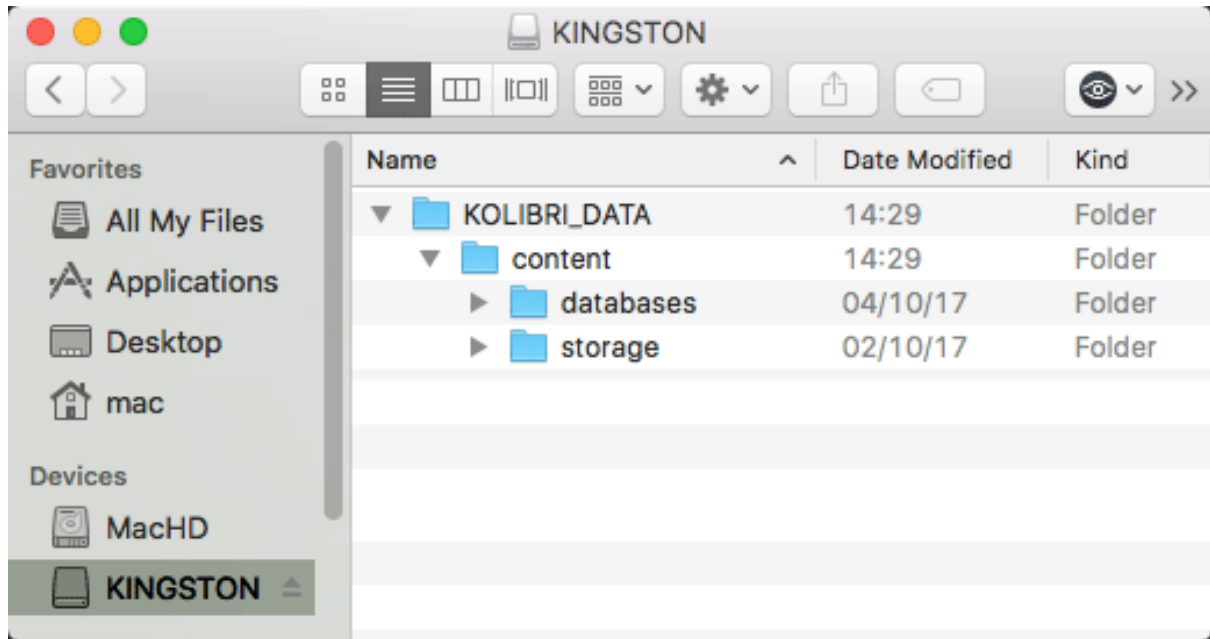 KINGSTON
Favorites
All My Files
Applications
Desktop
mac
Devices
MacHD
KINGSTON
Name Date Modified Kind
KOLIBRI_DATA 14:29 Folder
content 14:29 Folder
databases 04/10/17 Folder
storage 02/10/17 Folder